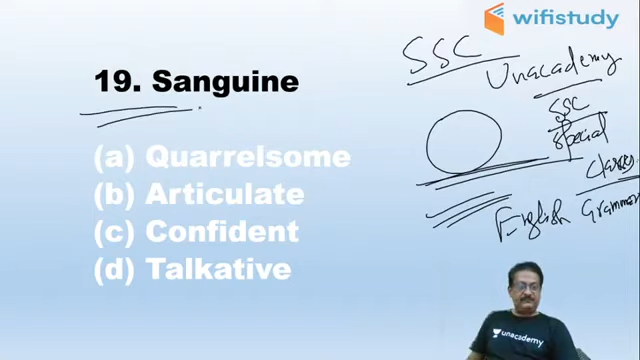 wifistudy
19. Sanguine
(a) Quarrelsome
(b) Articulate
(c) Confident
(d) Talkative
SSC
Unacademy
SSC
Special
Classes
English Grammar
unacademy